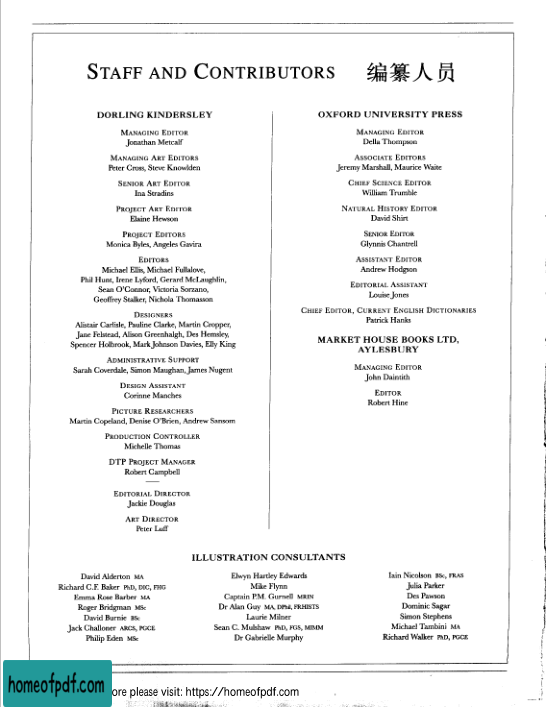 STAFF AND CONTRIBUTORS 编纂人员
DORLING KINDERSLEY
MANAGING EDITOR
Jonathan Metcalf
MANAGING ART EDITORS
Peter Cross, Steve Knowlden
SENIOR ART EDITOR
Ina Stradins
PROJECT ART EDITOR
Elaine Hewson
PROJECT EDITORS
Monica Byles, Angeles Gavira
EDITORS
Michael Ellis, Michael Fullalove,
Phil Hunt, Irene Lyford, Gerard McLaughlin,
Sean O'Connor, Victoria Sorzano,
Geoffrey Stalker, Nichola Thomasson
DESIGNERS
Alistair Carlisle, Pauline Clarke, Martin Cropper,
Jane Felstead, Alison Greenhalgh, Des Hemsley,
Spencer Holbrook, Mark Johnson Davies, Elly King
ADMINISTRATIVE SUPPORT
Sarah Coverdale, Simon Maughan, James Nugent
DESIGN ASSISTANT
Corinne Manches
PICTURE RESEARCHERS
Martin Copeland, Denise O'Brien, Andrew Sansom
PRODUCTION CONTROLLER
Michelle Thomas
DTP PROJECT MANAGER
Robert Campbell
EDITORIAL DIRECTOR
Jackie Douglas
ART DIRECTOR
Peter Luff
OXFORD UNIVERSITY PRESS
MANAGING EDITOR
Della Thompson
ASSOCIATE EDITORS
Jeremy Marshall, Maurice Waite
CHIEF SCIENCE EDITOR
William Trumble
NATURAL HISTORY EDITOR
David Shirt
SENIOR EDITOR
Glynnis Chantrell
ASSISTANT EDITOR
Andrew Hodgson
EDITORIAL ASSISTANT
Louise Jones
CHIEF EDITOR, CURRENT ENGLISH DICTIONARIES
Patrick Hanks
MARKET HOUSE BOOKS LTD,
AYLESBURY
MANAGING EDITOR
John Daintith
EDITOR
Robert Hine
ILLUSTRATION CONSULTANTS
David Alderton MA
Richard C.F. Baker PhD, DIC, FHG
Emma Rose Barber MA
Roger Bridgman MSc
David Burnie BSc
Jack Challoner ARCS, PGCE
Philip Eden MSc
Elwyn Hartley Edwards
Mike Flynn
Captain P.M. Gurnell MRIN
Dr Alan Guy MA, DPhil, FRHISTS
Laurie Milner
Sean C. Mulshaw PhD, FGS, MIMM
Dr Gabrielle Murphy
Iain Nicolson BSc, FRAS
Julia Parker
Des Pawson
Dominic Sagar
Simon Stephens
Michael Tambini MA
Richard Walker PhD, PGCE
homeofpdf.com
ore please visit: https://homeofpdf.com